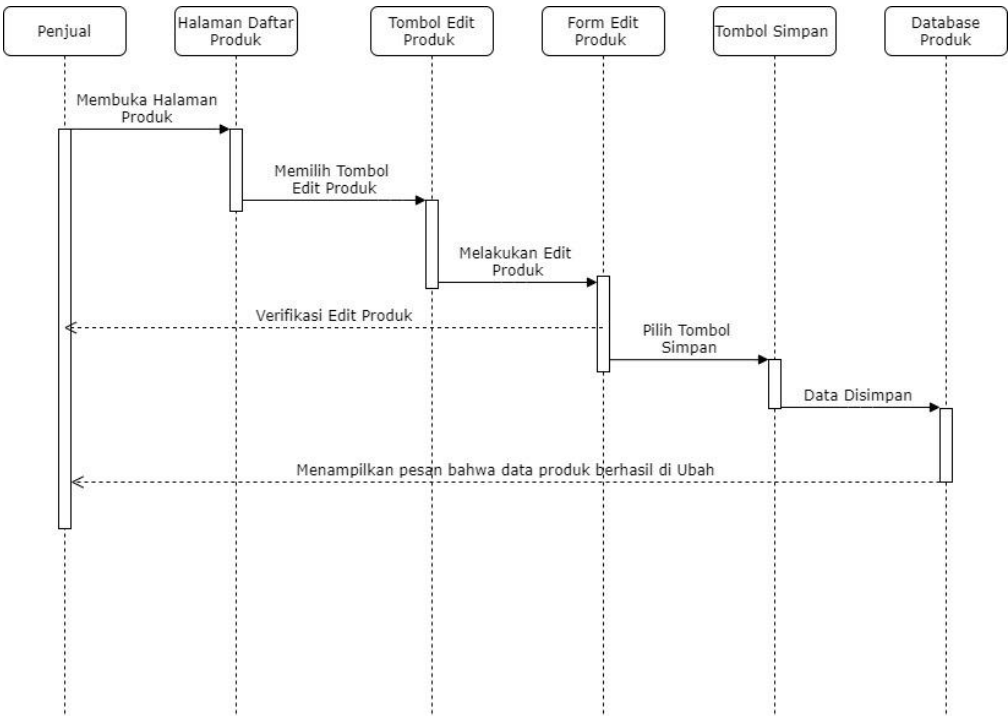 Penjual
Halaman Daftar
Produk
Tombol Edit
Produk
Form Edit
Produk
Tombol Simpan
Database
Produk
Membuka Halaman
Produk
Memilih Tombol
Edit Produk
Melakukan Edit
Produk
Verifikasi Edit Produk
Pilih Tombol
Simpan
Data Disimpan
Menampilkan pesan bahwa data produk berhasil di Ubah